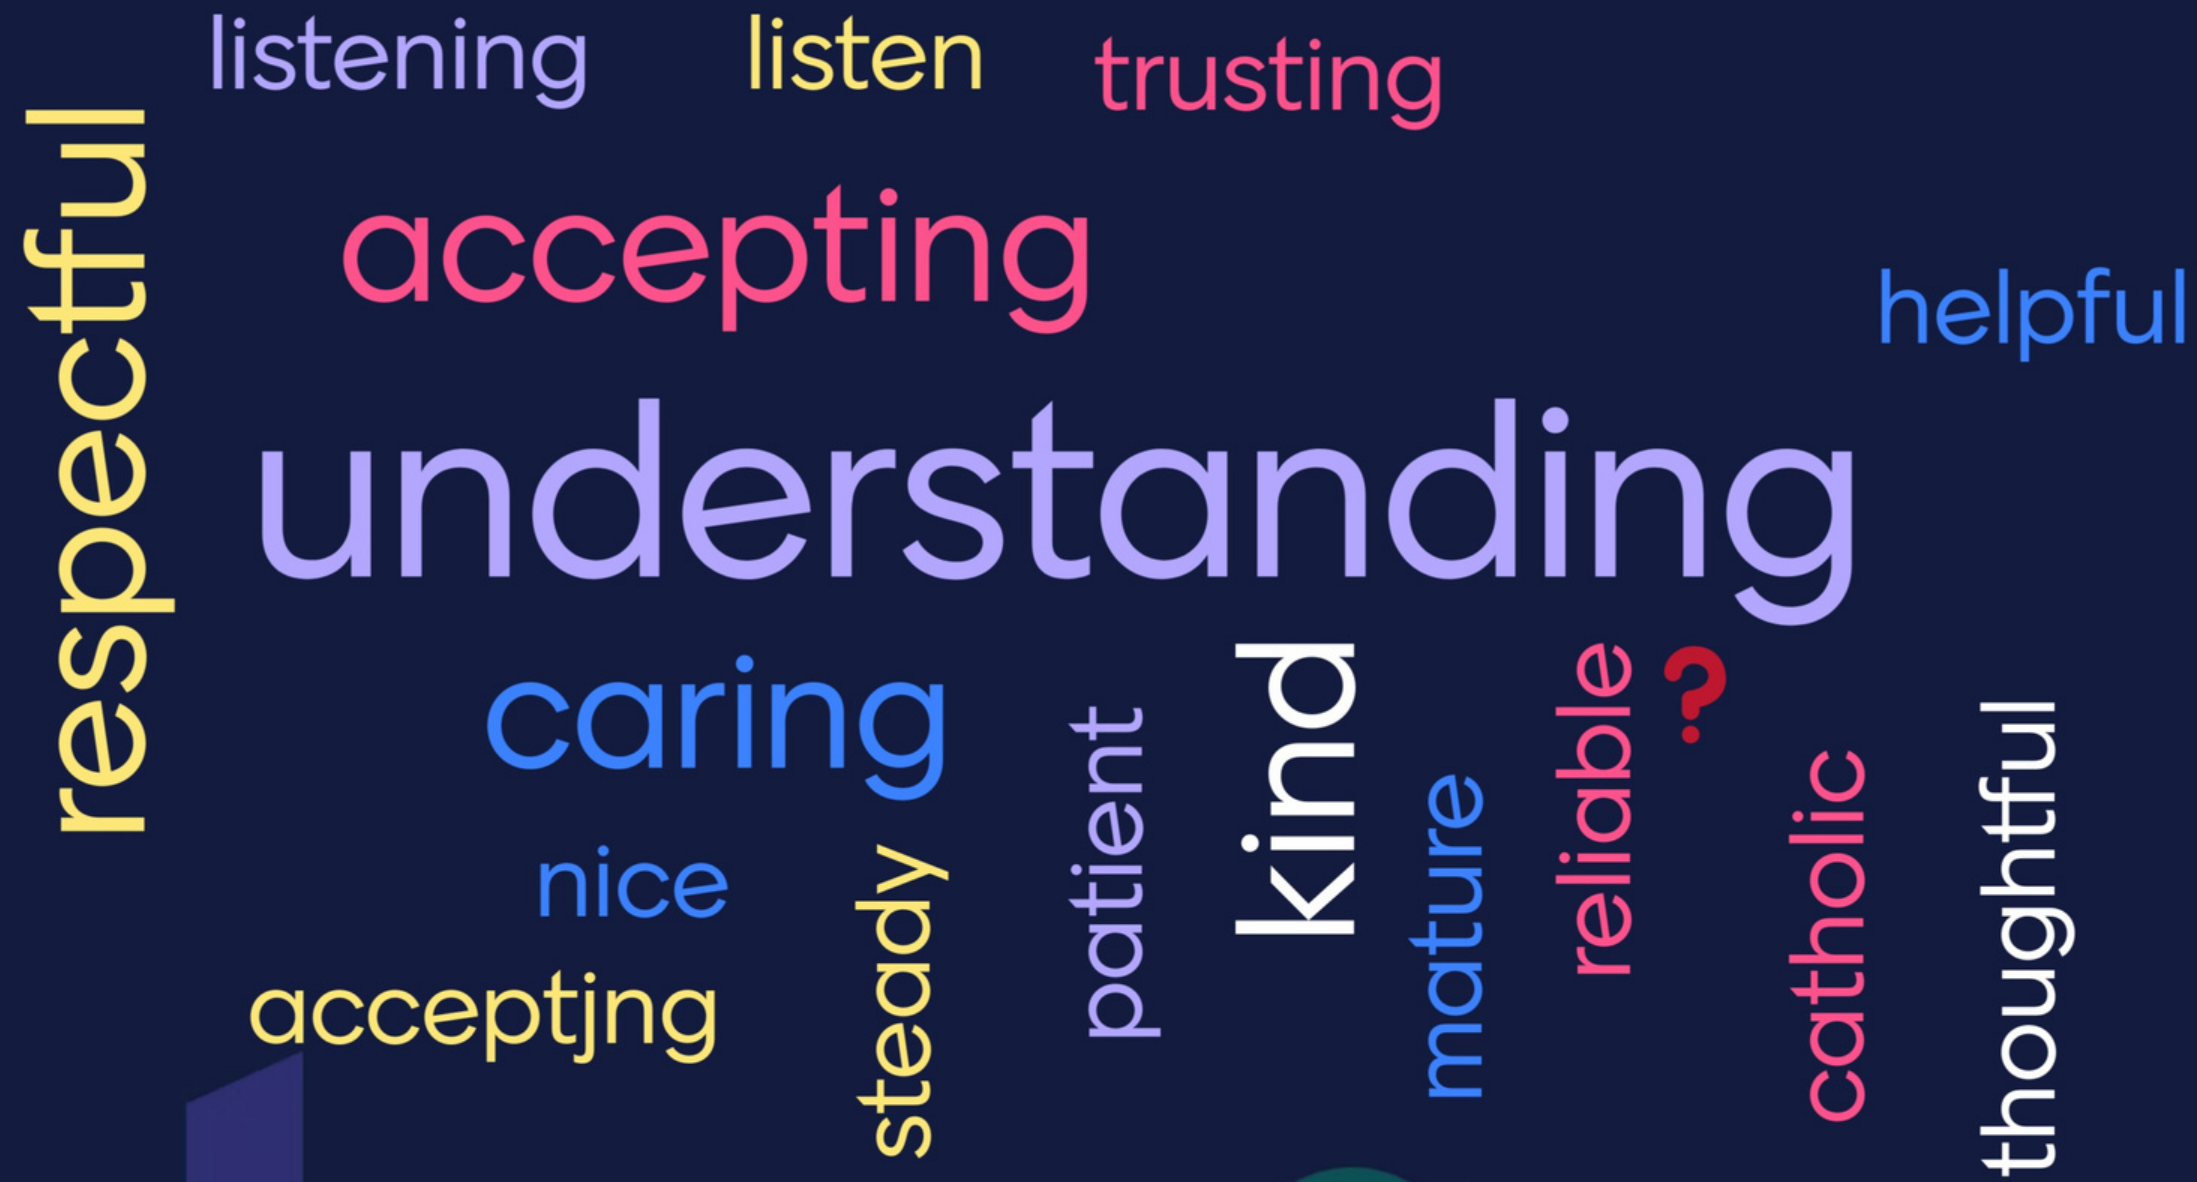 listening
listen
trusting
respectful
accepting
helpful
understanding
caring
kind
reliable
?
patient
thoughtful
catholic
mature
nice
steady
acceptjng